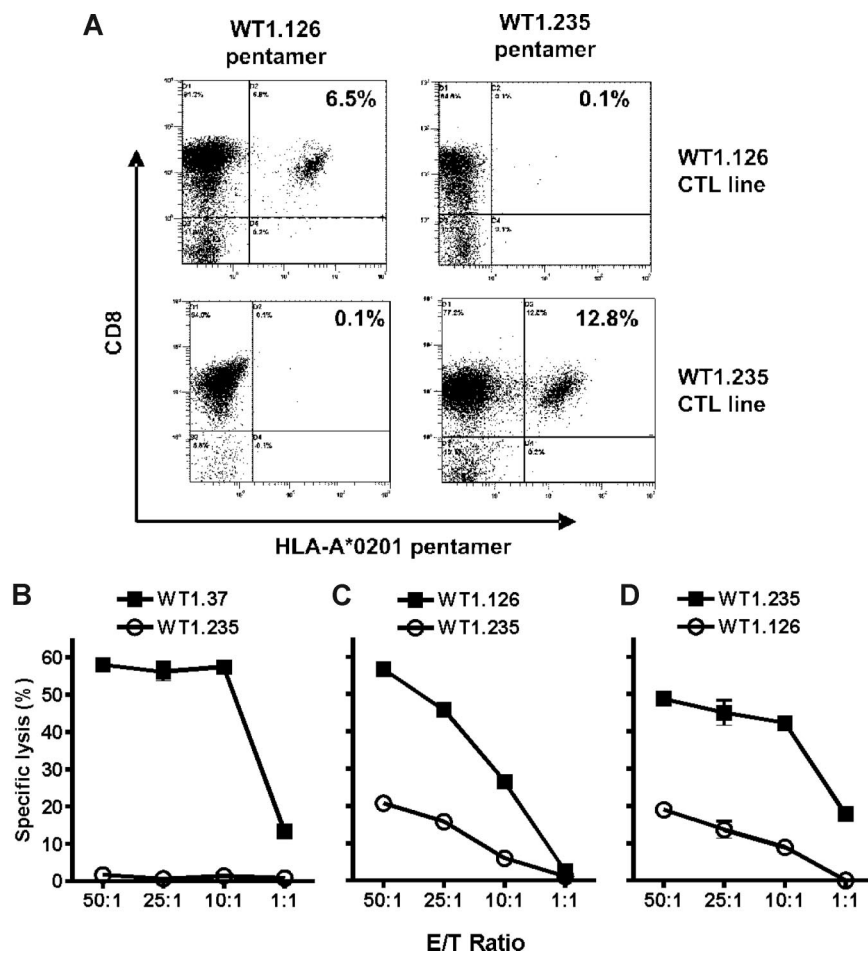 A
WT1.126
pentamer
WT1.235
pentamer
6.5%
0.1%
WT1.126
CTL line
0.1%
12.8%
WT1.235
CTL line
CD8
HLA-A*0201 pentamer
B
WT1.37
WT1.235
C
WT1.126
WT1.235
D
WT1.235
WT1.126
Specific lysis (%)
60
50
40
30
20
10
0
50:1 25:1 10:1 1:1
50:1 25:1 10:1 1:1
50:1 25:1 10:1 1:1
E/T Ratio